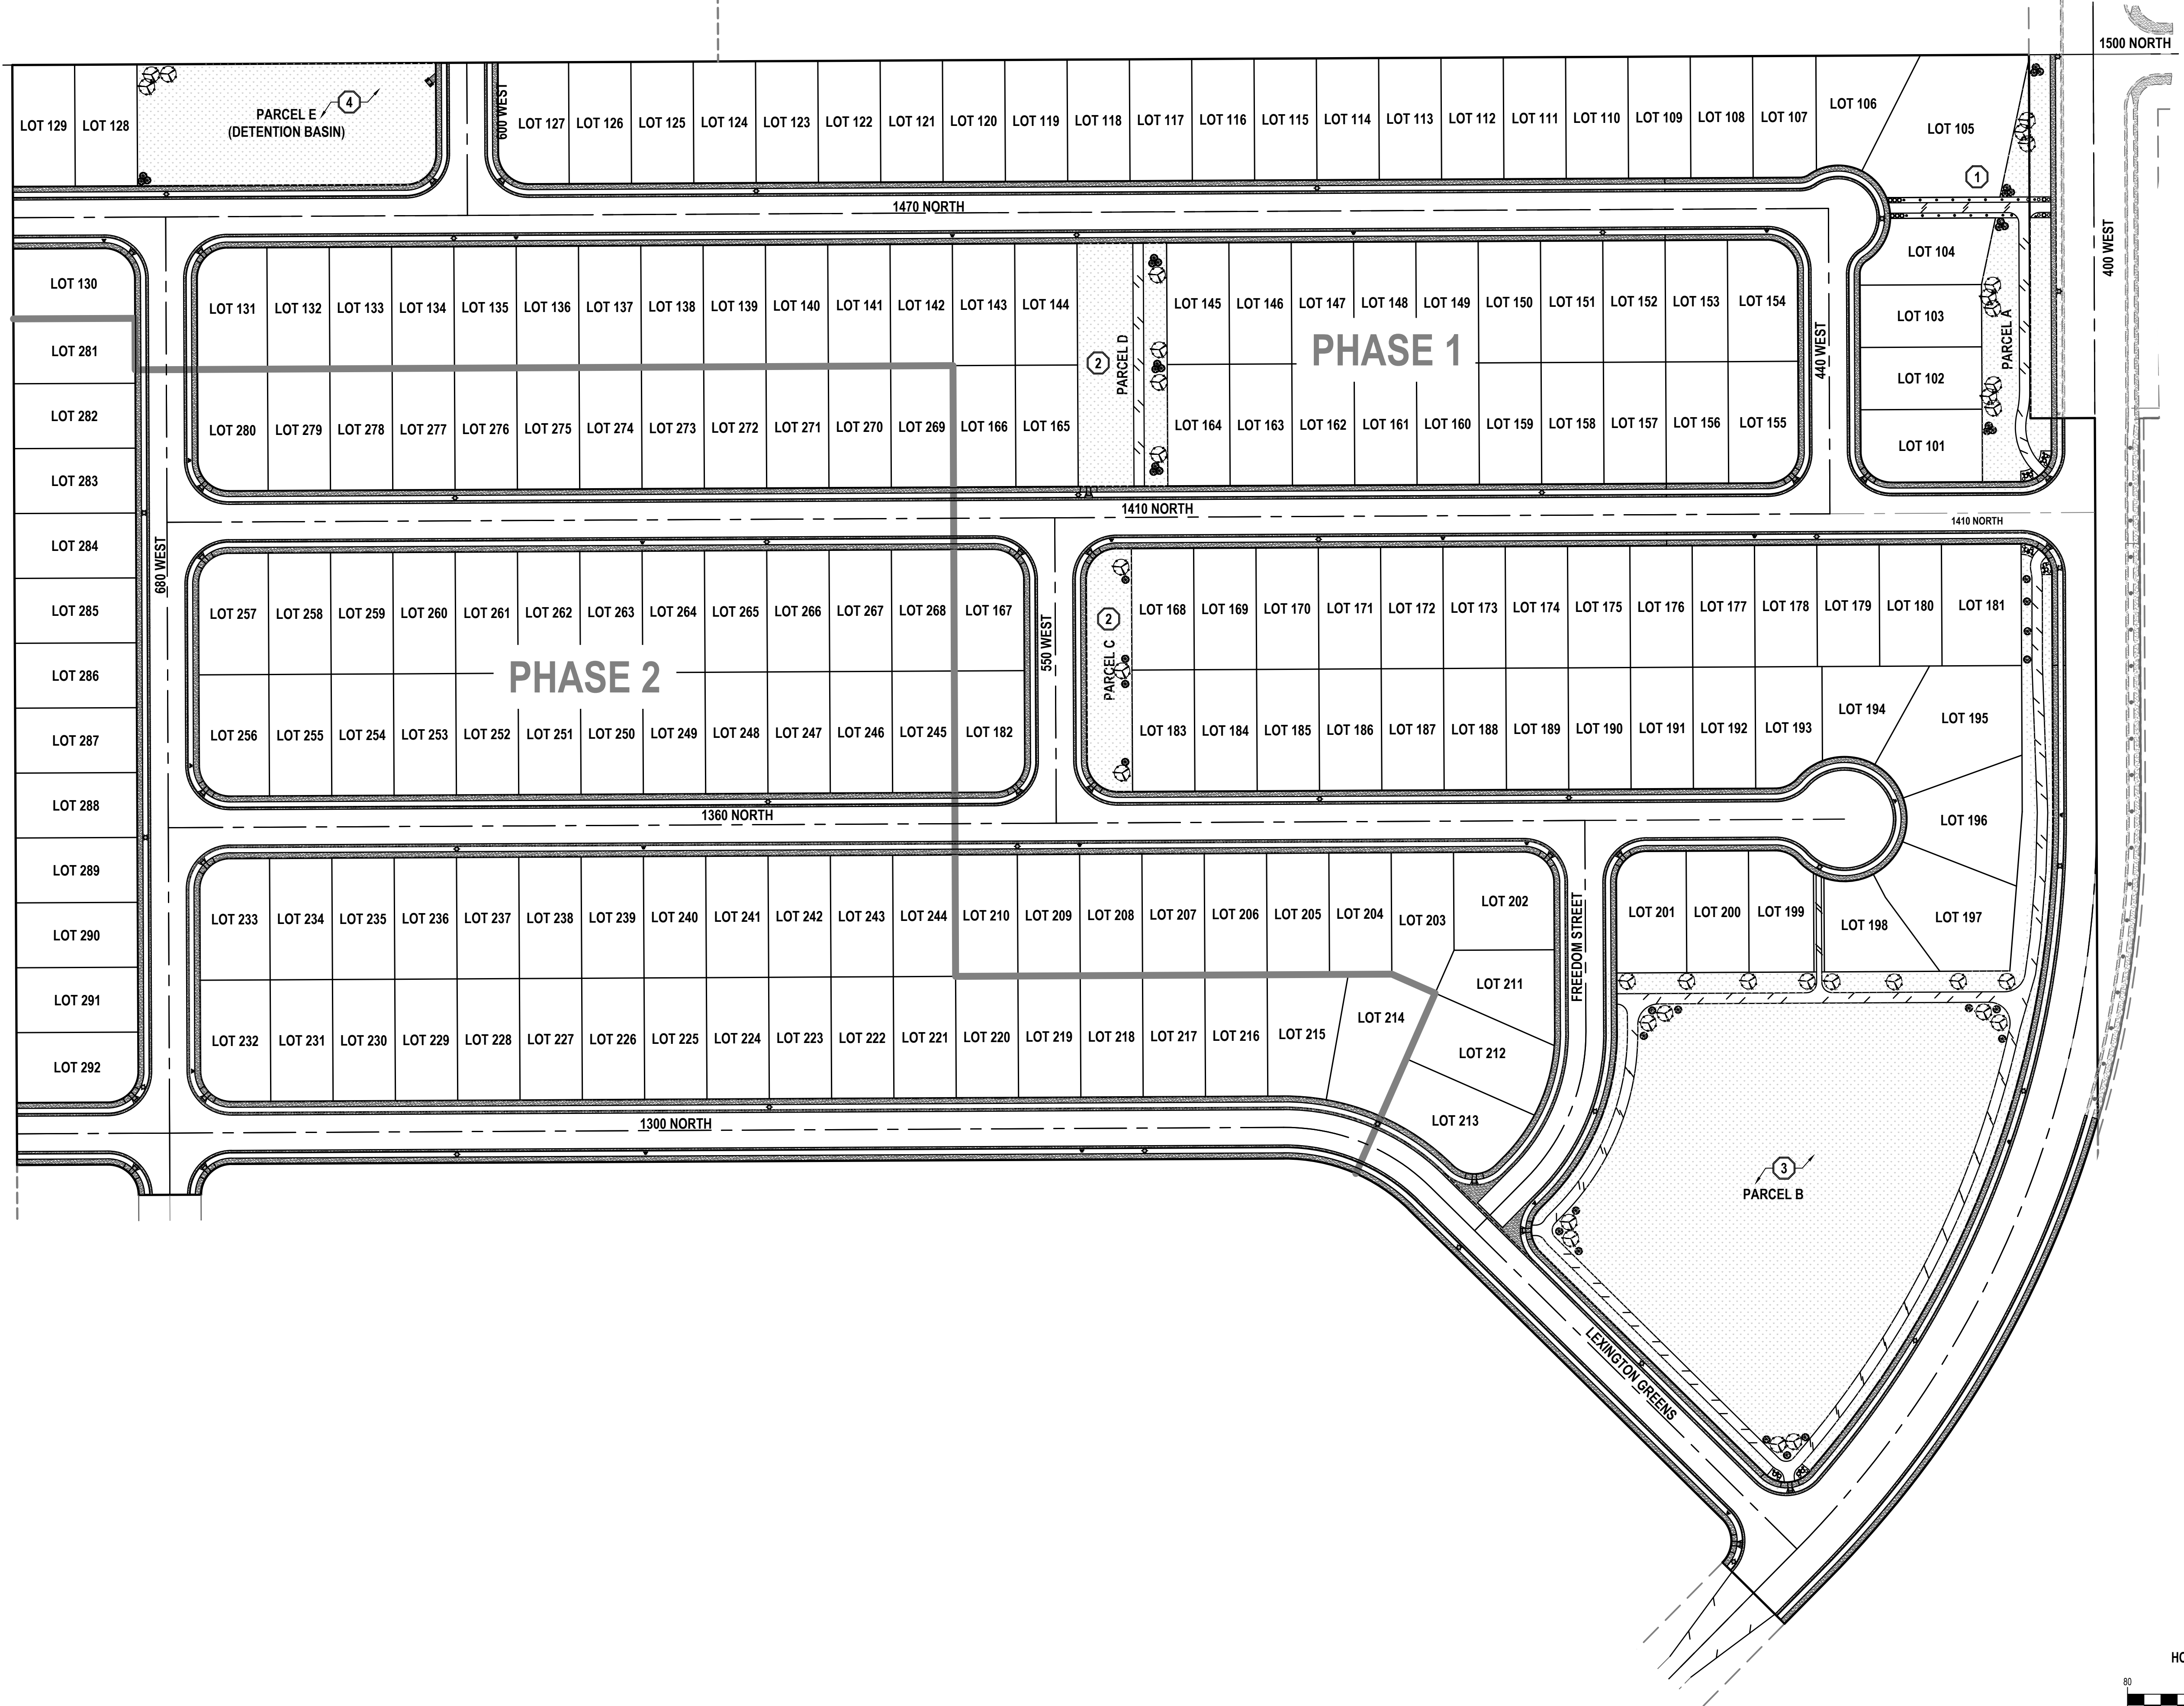 1500 NORTH
LOT 129
LOT 128
PARCEL E
(DETENTION BASIN)
4
600 WEST
LOT 127
LOT 126
LOT 125
LOT 124
LOT 123
LOT 122
LOT 121
LOT 120
LOT 119
LOT 118
LOT 117
LOT 116
LOT 115
LOT 114
LOT 113
LOT 112
LOT 111
LOT 110
LOT 109
LOT 108
LOT 107
LOT 106
LOT 105
1
1470 NORTH
400 WEST
LOT 130
LOT 131
LOT 132
LOT 133
LOT 134
LOT 135
LOT 136
LOT 137
LOT 138
LOT 139
LOT 140
LOT 141
LOT 142
LOT 143
LOT 144
2
PARCEL D
LOT 145
LOT 146
LOT 147
LOT 148
LOT 149
LOT 150
LOT 151
LOT 152
LOT 153
LOT 154
PHASE 1
440 WEST
LOT 104
LOT 103
LOT 102
LOT 101
PARCEL A
LOT 281
LOT 282
LOT 283
LOT 284
LOT 285
LOT 286
LOT 287
LOT 288
LOT 289
LOT 290
LOT 291
LOT 292
680 WEST
LOT 280
LOT 279
LOT 278
LOT 277
LOT 276
LOT 275
LOT 274
LOT 273
LOT 272
LOT 271
LOT 270
LOT 269
LOT 166
LOT 165
LOT 164
LOT 163
LOT 162
LOT 161
LOT 160
LOT 159
LOT 158
LOT 157
LOT 156
LOT 155
1410 NORTH
1410 NORTH
LOT 257
LOT 258
LOT 259
LOT 260
LOT 261
LOT 262
LOT 263
LOT 264
LOT 265
LOT 266
LOT 267
LOT 268
LOT 167
550 WEST
2
PARCEL C
LOT 168
LOT 169
LOT 170
LOT 171
LOT 172
LOT 173
LOT 174
LOT 175
LOT 176
LOT 177
LOT 178
LOT 179
LOT 180
LOT 181
PHASE 2
LOT 256
LOT 255
LOT 254
LOT 253
LOT 252
LOT 251
LOT 250
LOT 249
LOT 248
LOT 247
LOT 246
LOT 245
LOT 182
LOT 183
LOT 184
LOT 185
LOT 186
LOT 187
LOT 188
LOT 189
LOT 190
LOT 191
LOT 192
LOT 193
LOT 194
LOT 195
LOT 196
1360 NORTH
LOT 233
LOT 234
LOT 235
LOT 236
LOT 237
LOT 238
LOT 239
LOT 240
LOT 241
LOT 242
LOT 243
LOT 244
LOT 210
LOT 209
LOT 208
LOT 207
LOT 206
LOT 205
LOT 204
LOT 203
LOT 202
FREEDOM STREET
LOT 201
LOT 200
LOT 199
LOT 198
LOT 197
LOT 232
LOT 231
LOT 230
LOT 229
LOT 228
LOT 227
LOT 226
LOT 225
LOT 224
LOT 223
LOT 222
LOT 221
LOT 220
LOT 219
LOT 218
LOT 217
LOT 216
LOT 215
LOT 214
LOT 211
LOT 212
LOT 213
1300 NORTH
3
PARCEL B
LEXINGTON GREENS
80